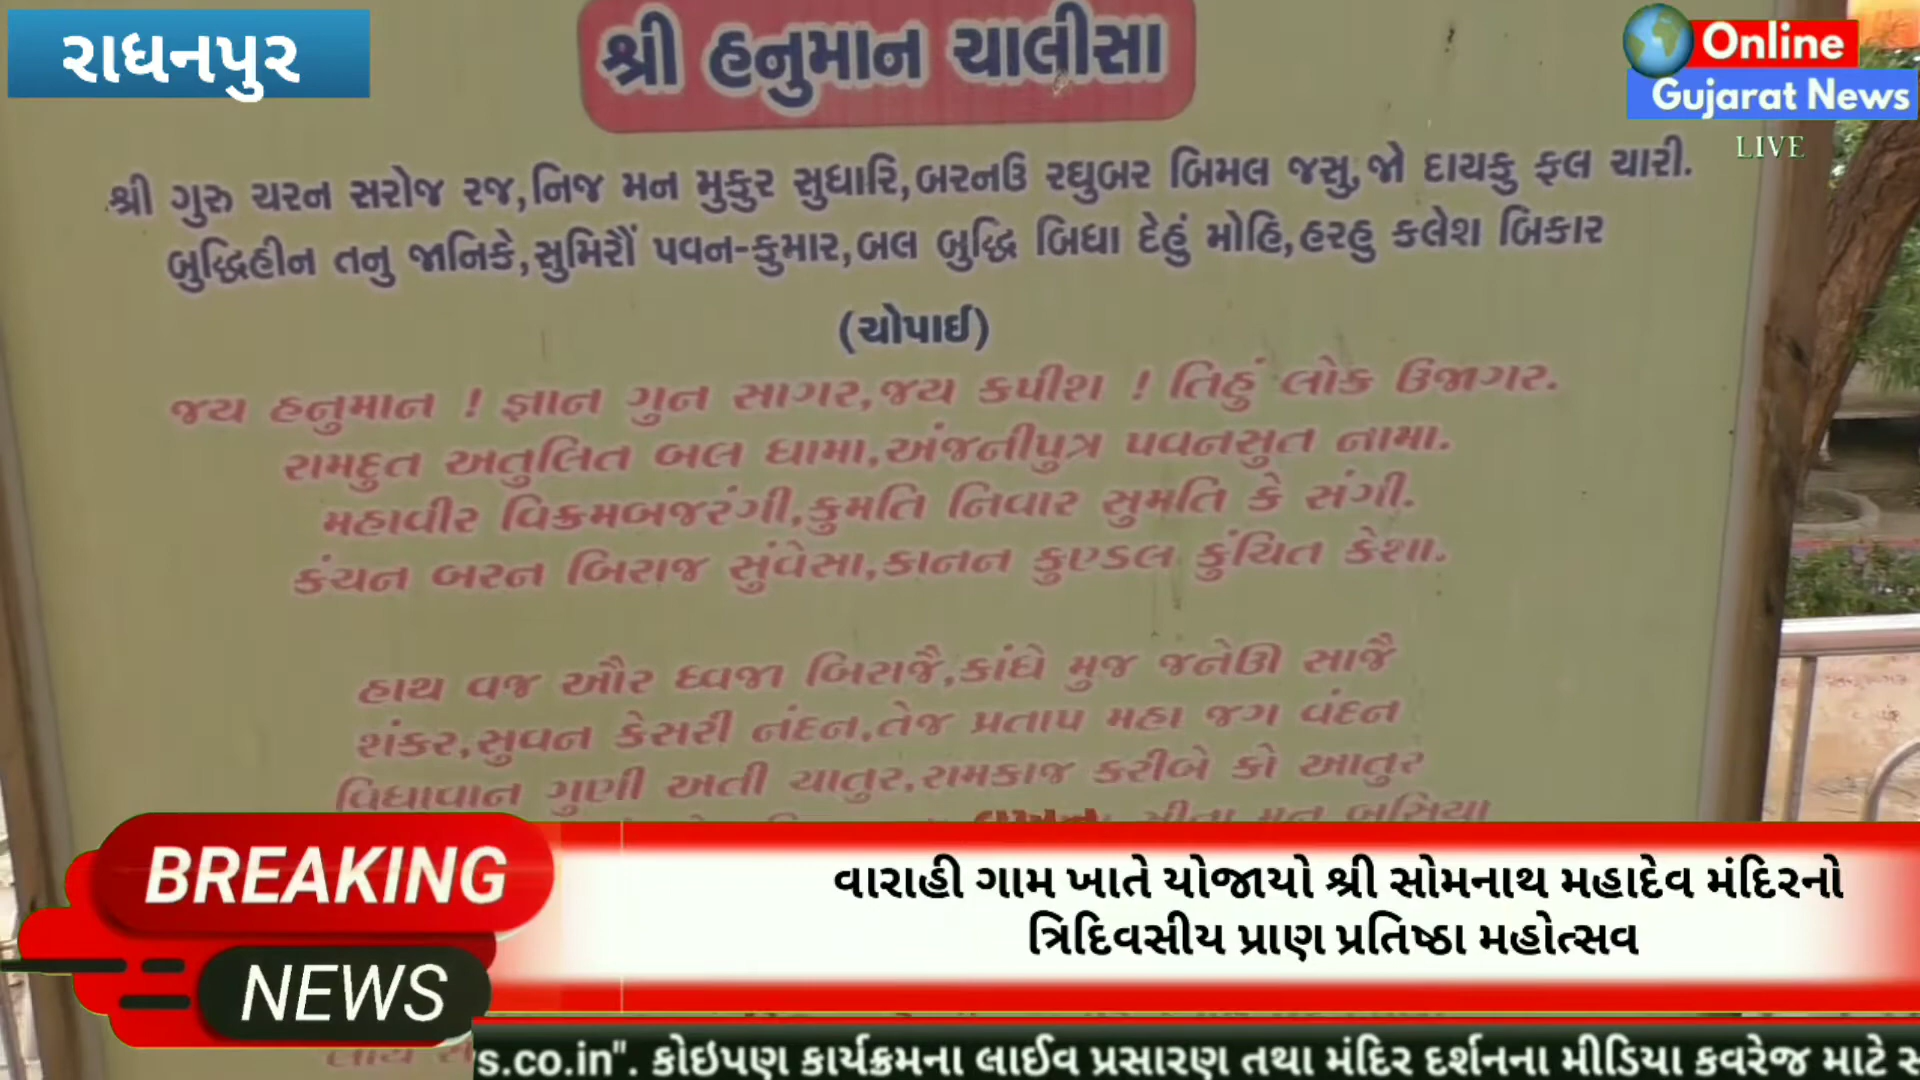 રાધનપુર
Online
Gujarat News
LIVE
શ્રી હનુમાન ચાલીસા
શ્રી ગુરુ ચરન સરોજ રજ,નિજ મન મુકુર સુધારિ,બરનઉ રઘુબર બિમલ જસુ,જો દાયકુ ફલ ચારી.
બુદ્ધિહીન તનુ જાનિકે,સુમિરૌં પવન-કુમાર,બલ બુદ્ધિ બિધા દેહું મોહિ,હરહુ કલેશ બિકાર
(ચોપાઈ)
જય હનુમાન ! જ્ઞાન ગુન સાગર,જય કપીશ ! તિહું લોક ઉજાગર.
રામદુત અતુલિત બલ ધામા,અંજનીપુત્ર પવનસુત નામા.
મહાવીર વિક્રમબજરંગી,કુમતિ નિવાર સુમતિ કે સંગી.
કંચન બરન બિરાજ સુંવેસા,કાનન કુણ્ડલ કુંચિત કેશા.
હાથ વજ ઔર ધ્વજા બિરાજૈ,કાંધે મુજ જનેઊ સાજૈ
શંકર,સુવન કેસરી નંદન,તેજ પ્રતાપ મહા જગ વંદન
વિધાવાન ગુણી અતી ચાતુર,રામકાજ કરીબે કો આતુર
મન બસિયા
BREAKING
NEWS
વારાહી ગામ ખાતે યોજાયો શ્રી સોમનાથ મહાદેવ મંદિરનો
ત્રિદિવસીય પ્રાણ પ્રતિષ્ઠા મહોત્સવ
s.co.in". કોઇપણ કાર્યક્રમના લાઈવ પ્રસારણ તથા મંદિર દર્શનના મીડિયા કવરેજ માટે સ